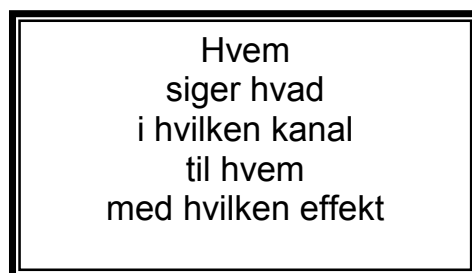 Hvem
siger hvad
i hvilken kanal
til hvem
med hvilken effekt